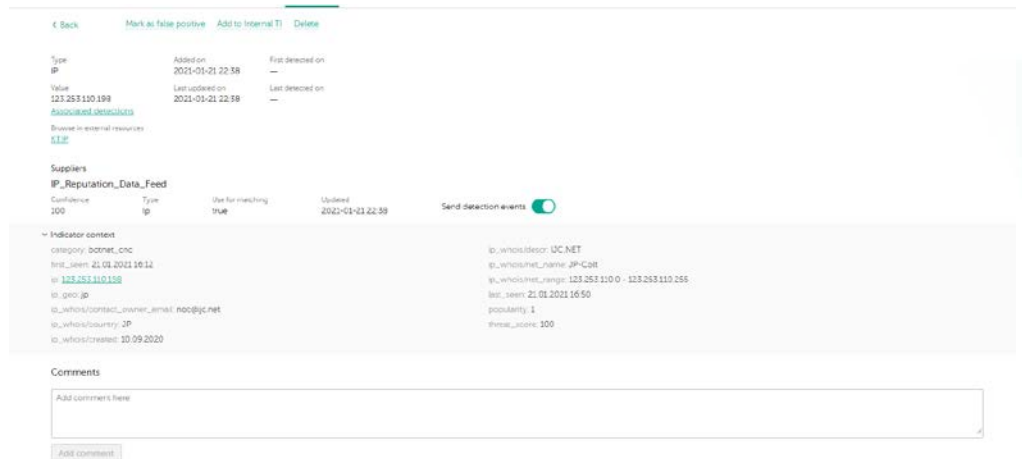 Back Mark as false positive Add to Internal TI Delete
Type Added on First detected on
IP 2021-01-21 22:38 —
Value Last updated on Last detected on
123.253.110.198 2021-01-21 22:38 —
Associated detections
Browse in external resources
KTIP
Suppliers
IP_Reputation_Data_Feed
Confidence Type Use for matching Updated
100 ip true 2021-01-21 22:38 Send detection events
Indicator context
category: botnet_cnc ip_whois/descr: IJC.NET
first_seen: 21.01.2021 16:12 ip_whois/net_name: JP-Colt
ip: 123.253.110.198 ip_whois/net_range: 123.253.110.0 - 123.253.110.255
ip_geo: jp last_seen: 21.01.2021 16:50
ip_whois/contact_owner_email: noc@ijc.net popularity: 1
ip_whois/country: JP threat_score: 100
ip_whois/created: 10.09.2020
Comments
Add comment here
Add comment